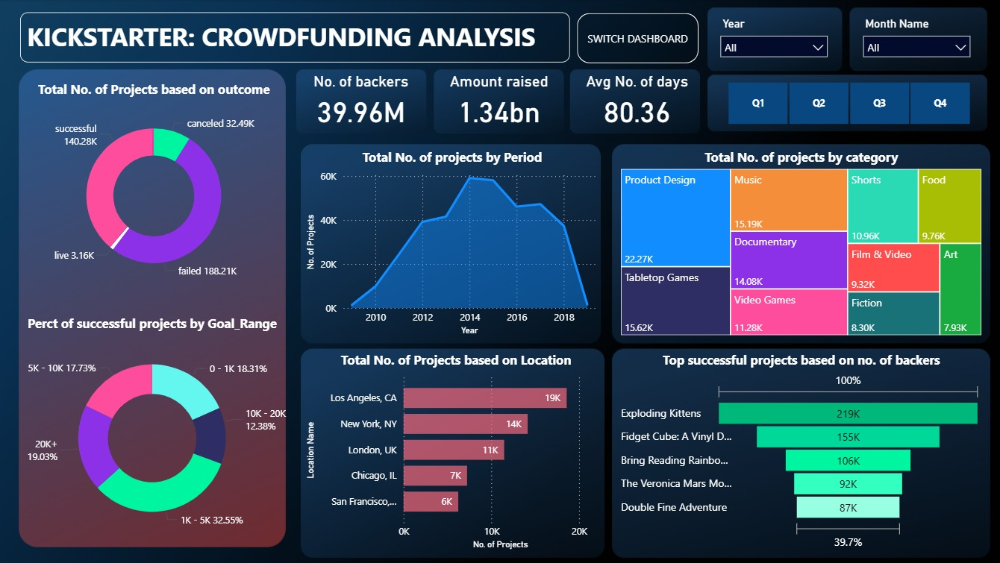 KICKSTARTER: CROWDFUNDING ANALYSIS
SWITCH DASHBOARD
Year
All
Month Name
All
Q1
Q2
Q3
Q4
No. of backers
39.96M
Amount raised
1.34bn
Avg No. of days
80.36
Total No. of Projects based on outcome
canceled 32.49K
successful
140.28K
live 3.16K
failed 188.21K
Perct of successful projects by Goal_Range
5K - 10K 17.73%
0 - 1K 18.31%
10K - 20K
12.38%
20K+
19.03%
1K - 5K 32.55%
Total No. of projects by Period
No. of Projects
60K
40K
20K
0K
2010
2012
2014
2016
2018
Year
Total No. of projects by category
Product Design
22.27K
Tabletop Games
15.62K
Music
15.19K
Documentary
14.08K
Video Games
11.28K
Shorts
10.96K
Food
9.76K
Film & Video
9.32K
Fiction
8.30K
Art
7.93K
Total No. of Projects based on Location
Location Name
Los Angeles, CA
19K
New York, NY
14K
London, UK
11K
Chicago, IL
7K
San Francisco,...
6K
0K
10K
20K
No. of Projects
Top successful projects based on no. of backers
100%
Exploding Kittens
219K
Fidget Cube: A Vinyl D...
155K
Bring Reading Rainbo...
106K
The Veronica Mars Mo...
92K
Double Fine Adventure
87K
39.7%